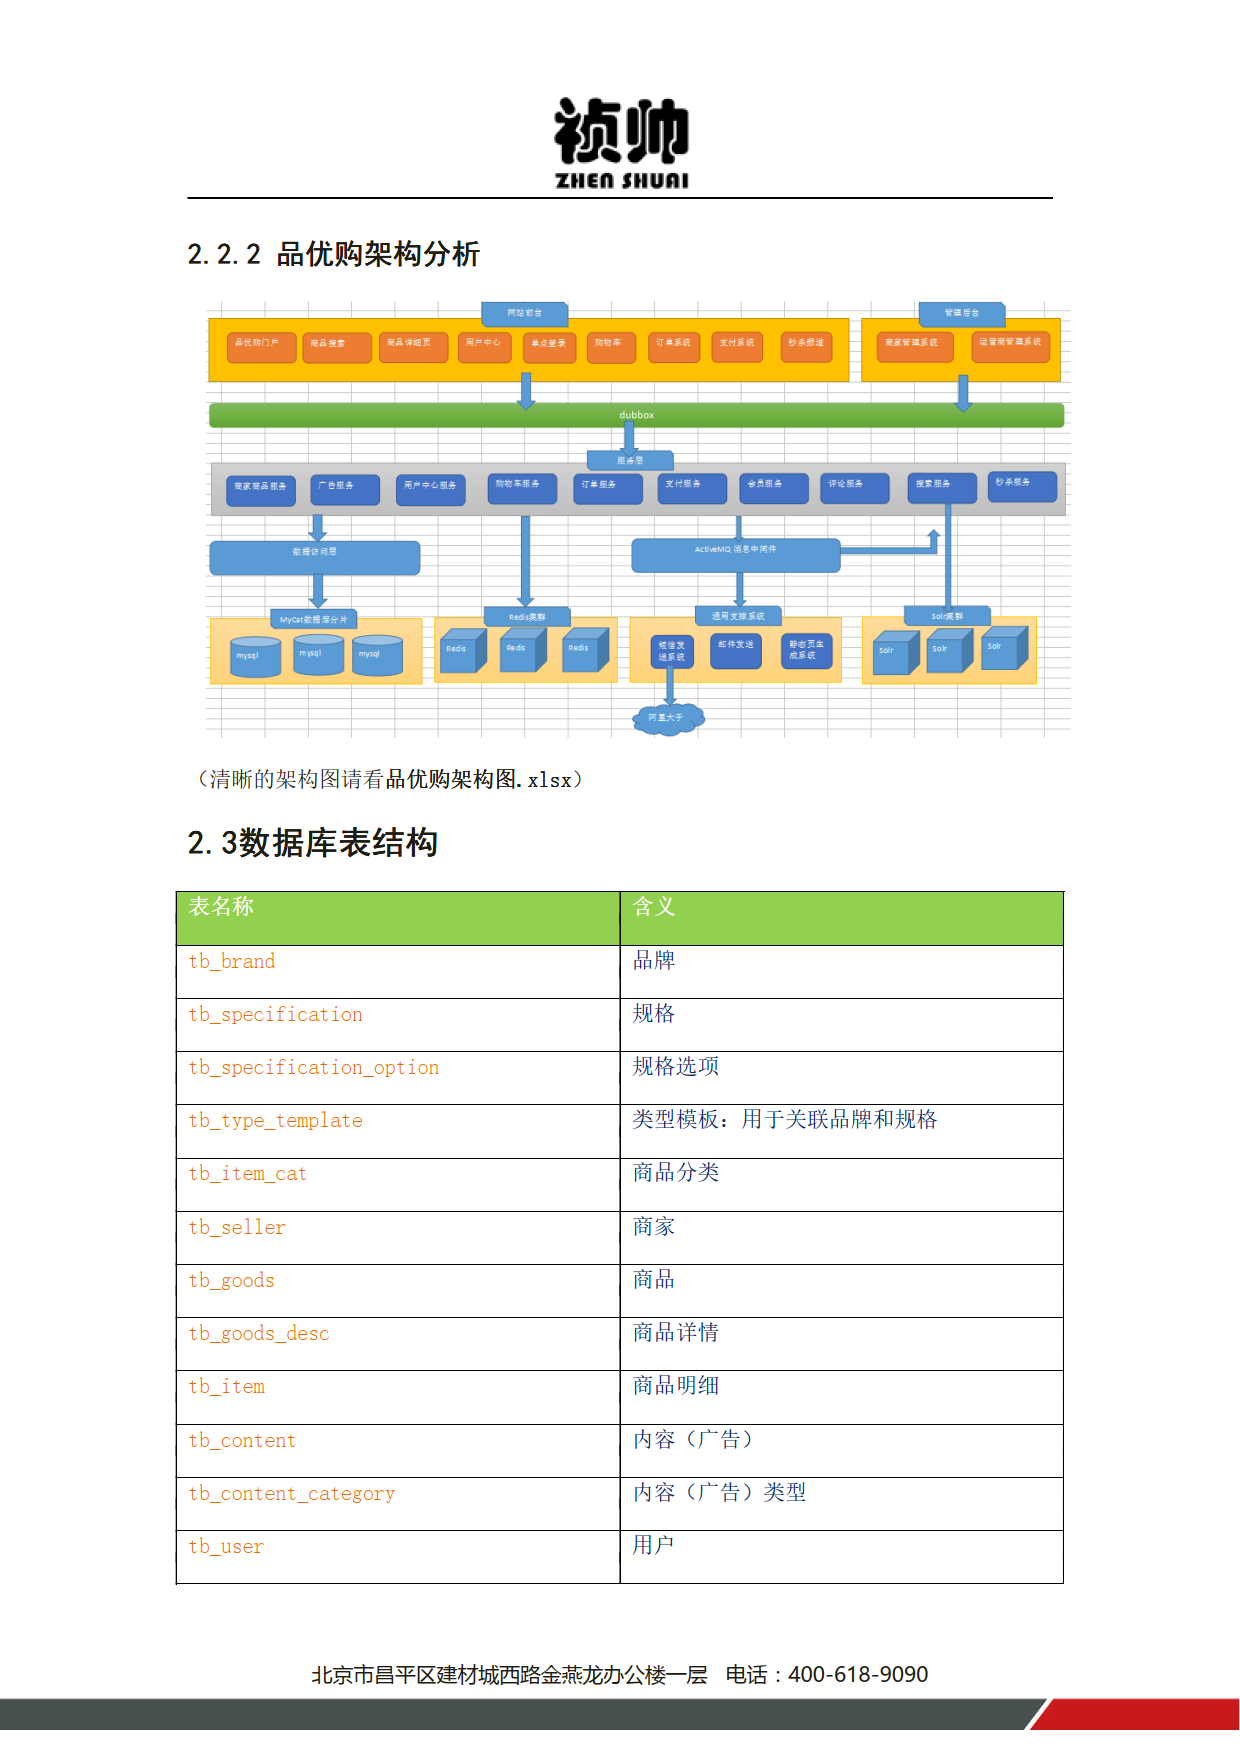 祯帅
ZHEN SHUAI
2.2.2 品优购架构分析
网站前台
管理后台
品优购门户 商品搜索 商品详细页 用户中心 单点登录 购物车 订单系统 支付系统 秒杀频道 商家管理系统 运营商管理系统
dubbox
服务层
商家商品服务 广告服务 用户中心服务 购物车服务 订单服务 支付服务 会员服务 评论服务 搜索服务 秒杀服务
数据访问层
ActiveMQ 消息中间件
MyCat数据库分片 Redis集群 通用支撑系统 Solr集群
mysql mysql mysql Redis Redis Redis
短信发
送系统
邮件发送
静态页生
成系统
Solr Solr Solr
阿里大于
（清晰的架构图请看品优购架构图.xlsx）
2.3数据库表结构
表名称 含义
tb_brand 品牌
tb_specification 规格
tb_specification_option 规格选项
tb_type_template 类型模板：用于关联品牌和规格
tb_item_cat 商品分类
tb_seller 商家
tb_goods 商品
tb_goods_desc 商品详情
tb_item 商品明细
tb_content 内容（广告）
tb_content_category 内容（广告）类型
tb_user 用户
北京市昌平区建材城西路金燕龙办公楼一层 电话：400-618-9090